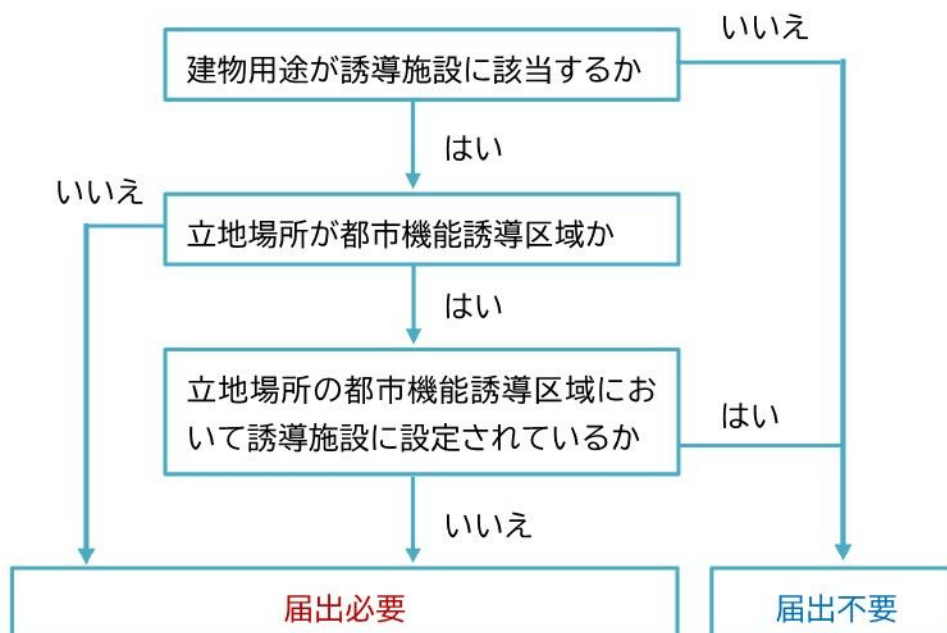 いいえ
建物用途が誘導施設に該当するか
はい
いいえ
立地場所が都市機能誘導区域か
はい
立地場所の都市機能誘導区域にお
いて誘導施設に設定されているか
はい
いいえ
届出必要
届出不要